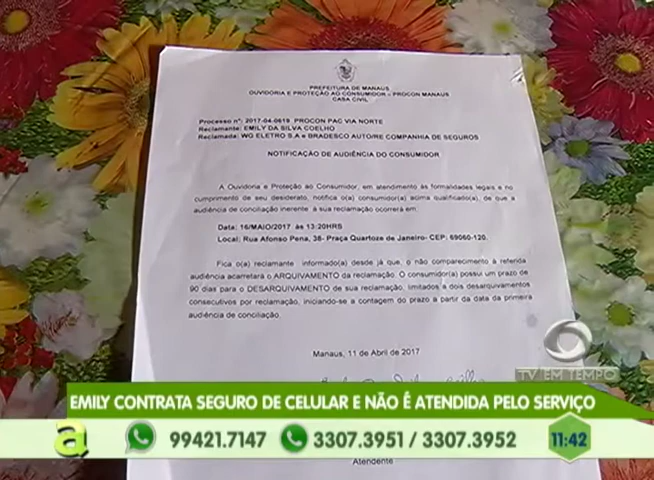 PREFEITURA DE MANAUS
OUVIDORIA E PROTEÇÃO AO CONSUMIDOR – PROCON MANAUS
CASA CIVIL
Processo nº: 2017-04-0619 PROCON PAC VIA NORTE
Reclamante: EMILY DA SILVA COELHO
Reclamada: WG ELETRO S.A e BRADESCO AUTO/RE COMPANHIA DE SEGUROS
NOTIFICAÇÃO DE AUDIÊNCIA DO CONSUMIDOR
A Ouvidoria e Proteção ao Consumidor, em atendimento às formalidades legais e no
cumprimento de seu desiderato, notifica o(a) consumidor(a) acima qualificado(a), de que a
audiência de conciliação inerente à sua reclamação ocorrerá em:
Data: 16/MAIO/2017 às 13:20HRS
Local: Rua Afonso Pena, 38- Praça Quartoze de Janeiro- CEP: 69060-120.
Fica o(a) reclamante informado(a) desde já que, o não comparecimento à referida
audiência acarretará o ARQUIVAMENTO da reclamação. O consumidor(a) possui um prazo de
90 dias para o DESARQUIVAMENTO de sua reclamação, limitados a dois desarquivamentos
consecutivos por reclamação, iniciando-se a contagem do prazo a partir da data da primeira
audiência de conciliação.
Manaus, 11 de Abril de 2017
TV EM TEMPO
EMILY CONTRATA SEGURO DE CELULAR E NÃO É ATENDIDA PELO SERVIÇO
a 99421.7147 3307.3951 / 3307.3952 11:42
Atendente